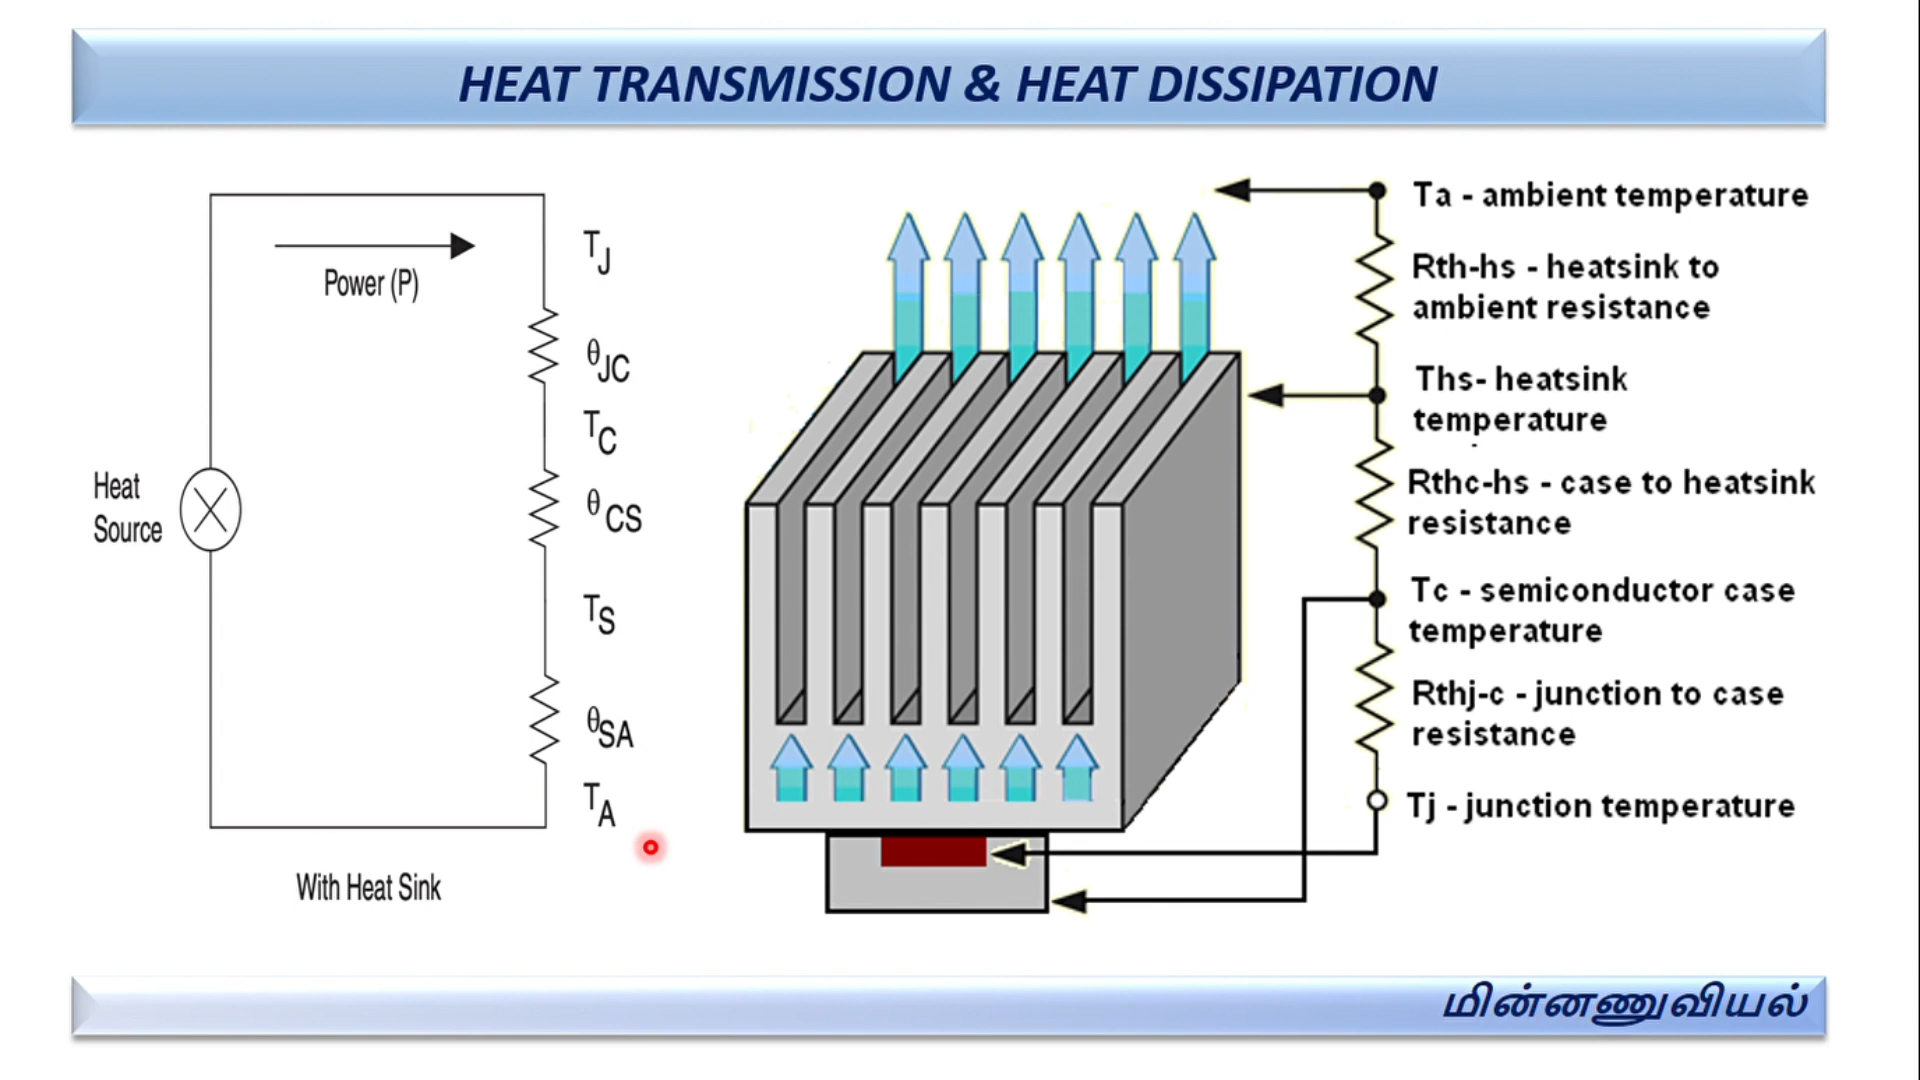 HEAT TRANSMISSION & HEAT DISSIPATION
Power (P)
Heat
Source
TJ
θJC
TC
θCS
TS
θSA
TA
With Heat Sink
Ta - ambient temperature
Rth-hs - heatsink to
ambient resistance
Ths- heatsink
temperature
Rthc-hs - case to heatsink
resistance
Tc - semiconductor case
temperature
Rthj-c - junction to case
resistance
Tj - junction temperature
மின்னணுவியல்